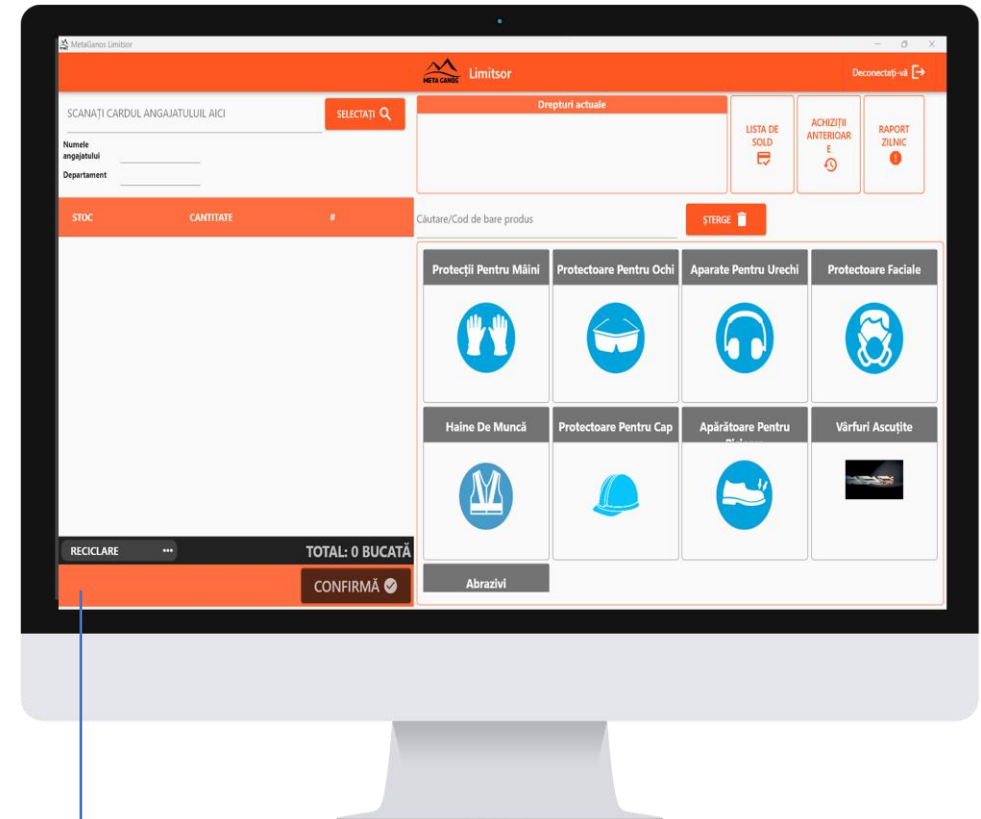 MetaGanos Limitsor
META GANOS
Limitsor
Deconectați-vă
SCANAȚI CARDUL ANGAJATULUIL AICI
SELECTAȚI
Numele
angajatului
Departament
Drepturi actuale
LISTA DE
SOLD
ACHIZIȚII
ANTERIOAR
E
RAPORT
ZILNIC
STOC CANTITATE #
Căutare/Cod de bare produs
ȘTERGE
Protecții Pentru Mâini
Protectoare Pentru Ochi
Aparate Pentru Urechi
Protectoare Faciale
Haine De Muncă
Protectoare Pentru Cap
Apărătoare Pentru
Vârfuri Ascuțite
Abrazivi
RECICLARE ••• TOTAL: 0 BUCATĂ
CONFIRMĂ